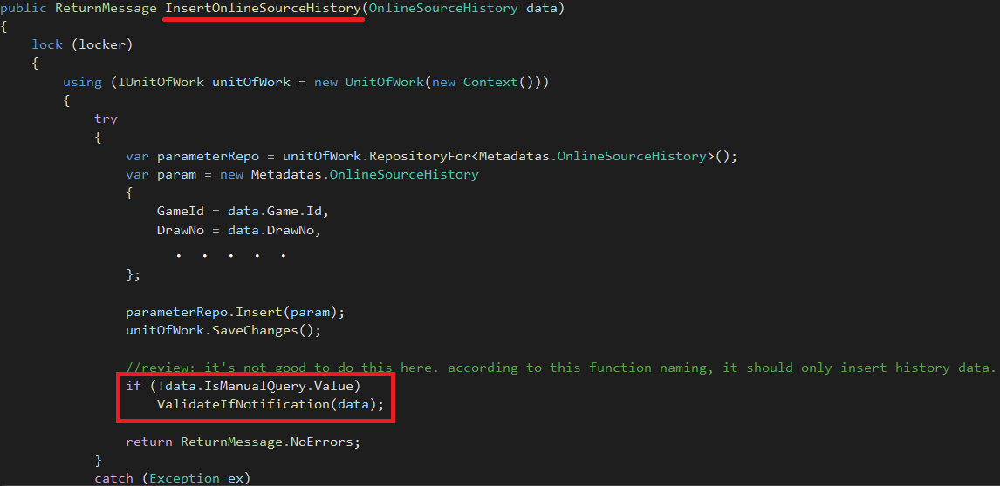 public ReturnMessage InsertOnlineSourceHistory(OnlineSourceHistory data)
{
lock (locker)
{
using (IUnitOfWork unitOfWork = new UnitOfWork(new Context()))
{
try
{
var parameterRepo = unitOfWork.RepositoryFor<Metadatas.OnlineSourceHistory>();
var param = new Metadatas.OnlineSourceHistory
{
GameId = data.Game.Id,
DrawNo = data.DrawNo,
. . . . .
};
parameterRepo.Insert(param);
unitOfWork.SaveChanges();
//review: it's not good to do this here. according to this function naming, it should only insert history data.
if (!data.IsManualQuery.Value)
ValidateIfNotification(data);
return ReturnMessage.NoErrors;
}
catch (Exception ex)